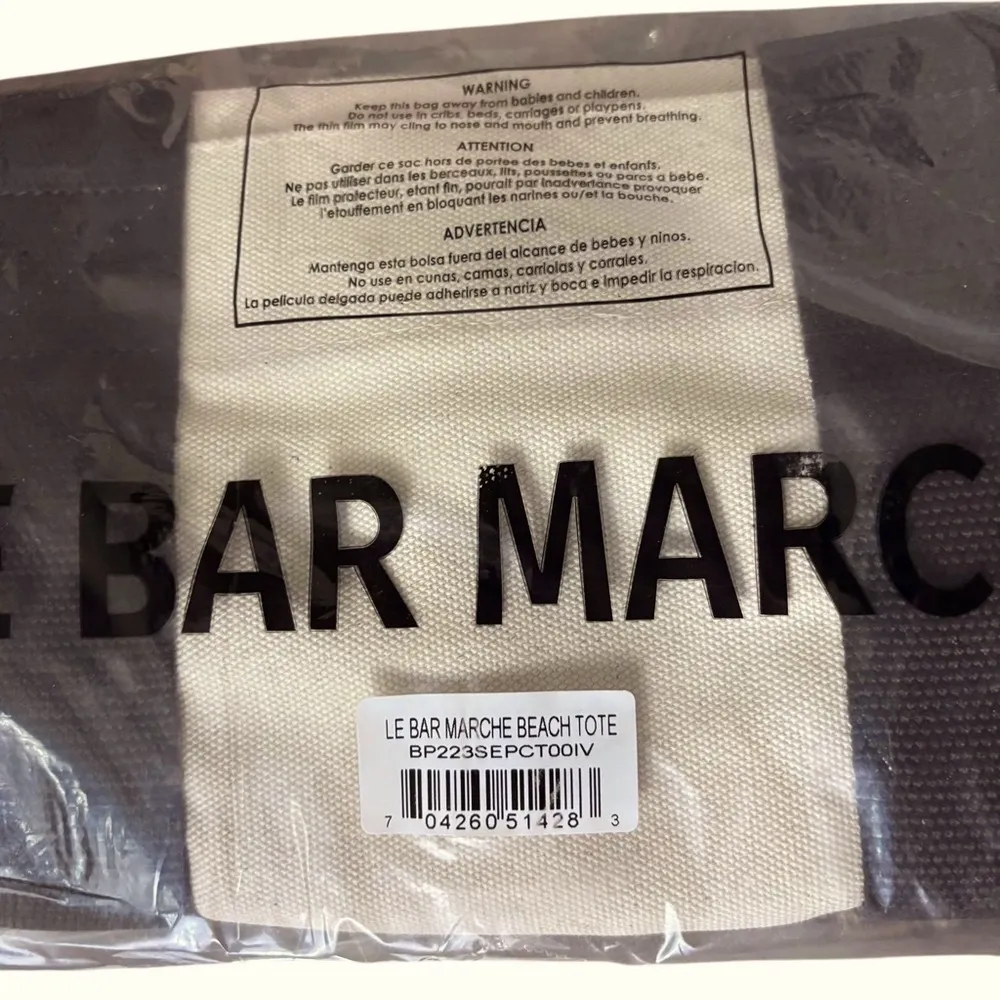 WARNING
Keep this bag away from babies and children.
Do not use in cribs, beds, carriages or playpens.
The thin film may cling to nose and mouth and prevent breathing.
ATTENTION
Garder ce sac hors de portee des bebes et enfants.
Ne pas utiliser dans les berceaux, lits, poussettes ou parcs a bebe.
Le film protecteur, etant fin, pourait par inadvertance provoquer
l'etouffement en bloquant les narines ou/et la bouche.
ADVERTENCIA
Mantenga esta bolsa fuera del alcance de bebes y ninos.
No use en cunas, camas, carriolas y corrales.
La pelicula delgada puede adherirse a nariz y boca e impedir la respiracion.
E BAR MARC
LE BAR MARCHE BEACH TOTE
BP223SEPCT00IV
7 04260 51428 3